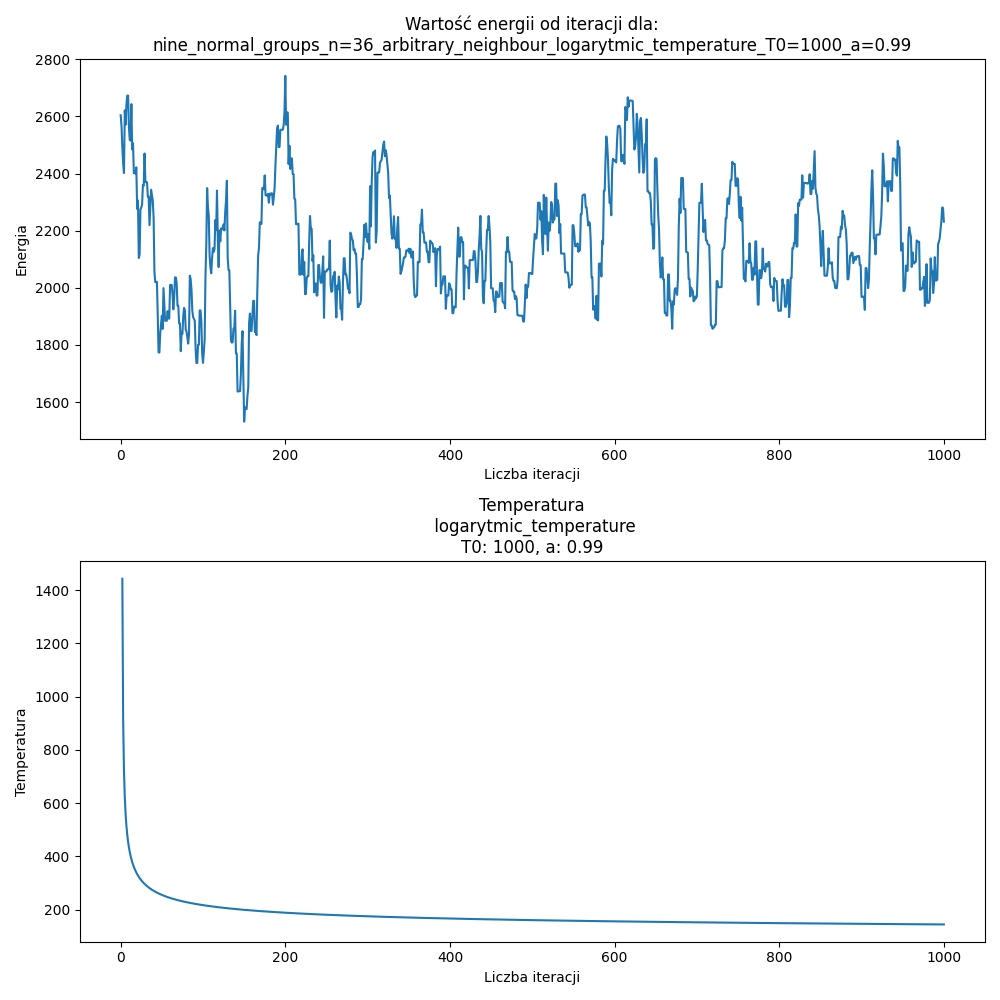 Wartość energii od iteracji dla:
nine_normal_groups_n=36_arbitrary_neighbour_logarytmic_temperature_T0=1000_a=0.99
2800
2600
2400
2200
2000
1800
1600
Energia
0 200 400 600 800 1000
Liczba iteracji
Temperatura
logarytmic_temperature
T0: 1000, a: 0.99
1400
1200
1000
800
600
400
200
Temperatura
0 200 400 600 800 1000
Liczba iteracji